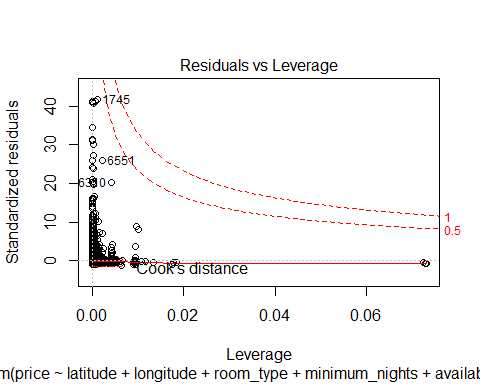 Residuals vs Leverage
Standardized residuals
40
30
20
10
0
1745
6551
6310
1
0.5
Cook's distance
0.00
0.02
0.04
0.06
Leverage
m(price ~ latitude + longitude + room_type + minimum_nights + availab